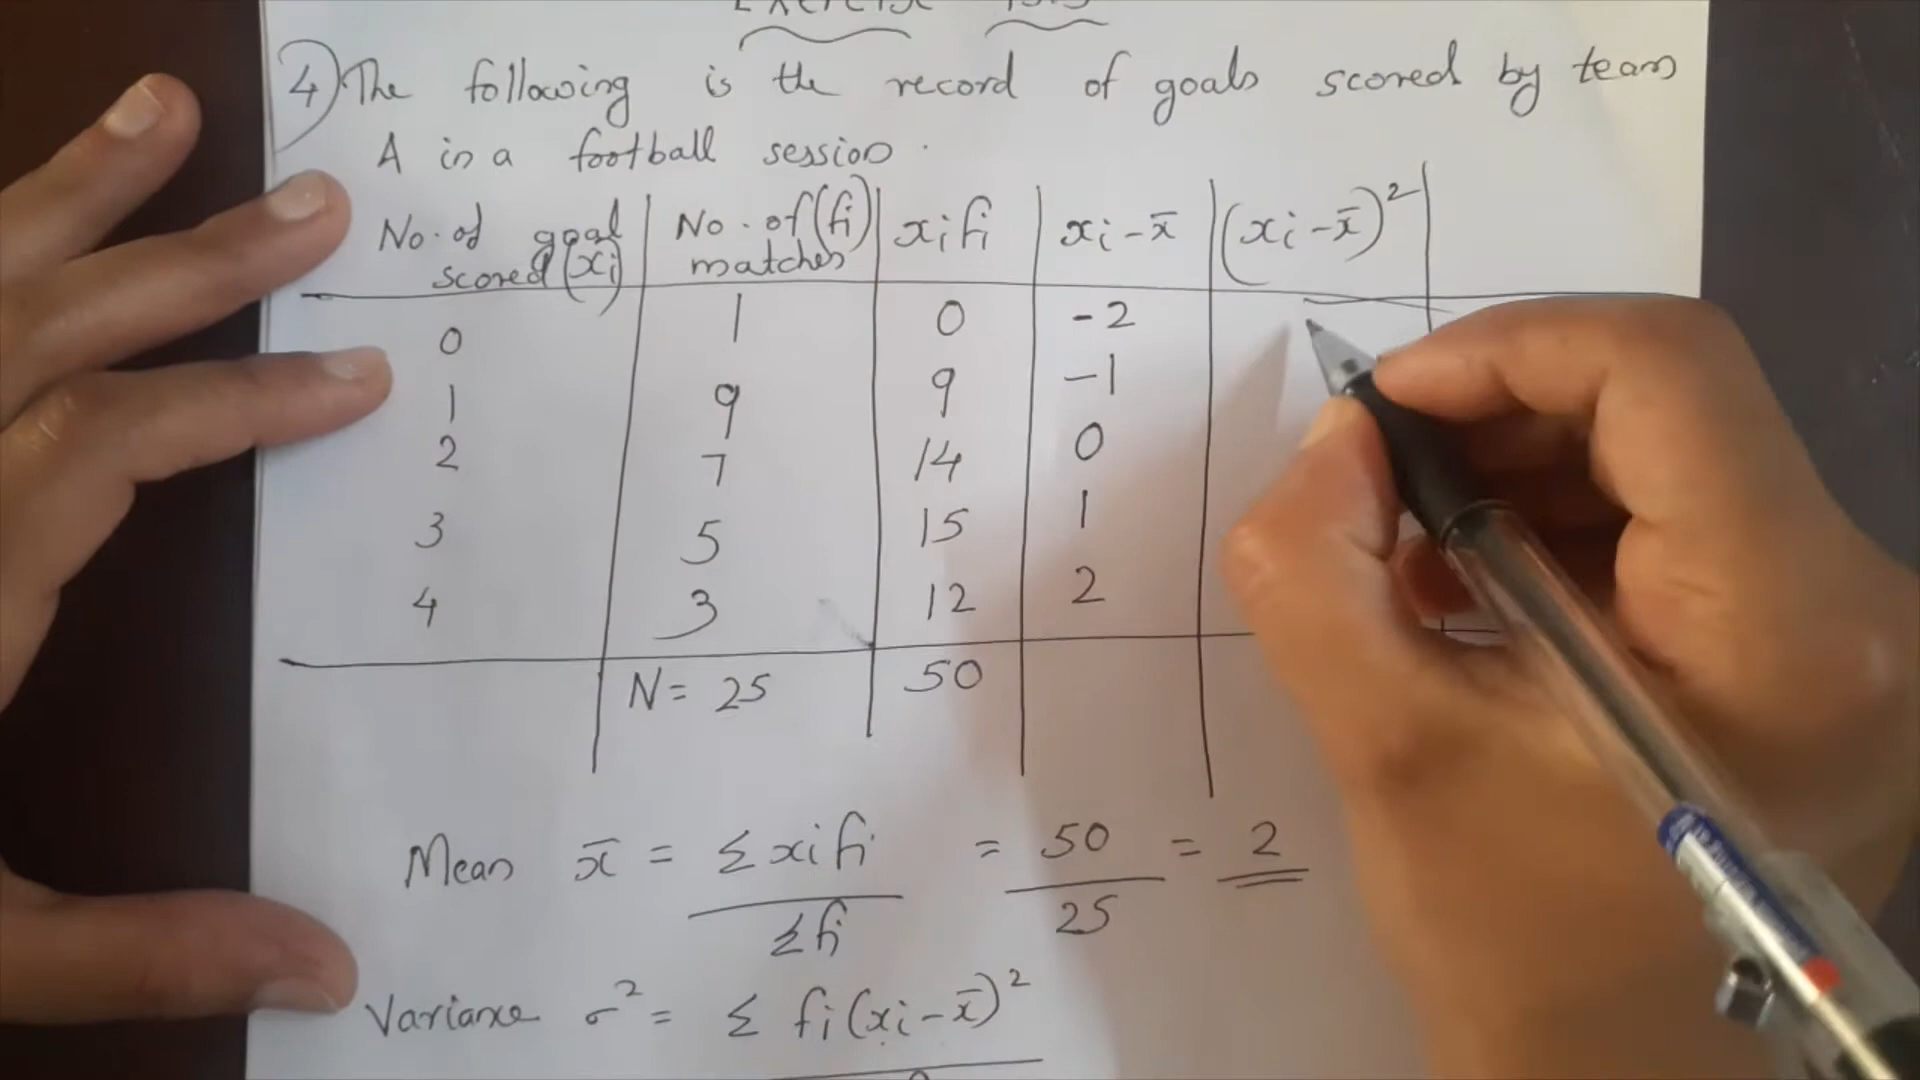 4) The following is the record of goals scored by team
A in a football session.
No. of goal scored (xi) | No. of (fi) matches | xifi | xi - x̄ | (xi - x̄)²
0 | 1 | 0 | -2
1 | 9 | 9 | -1
2 | 7 | 14 | 0
3 | 5 | 15 | 1
4 | 3 | 12 | 2
N = 25 | 50
Mean x̄ = Σxifi / Σfi = 50 / 25 = 2
Variance σ² = Σ fi(xi - x̄)²